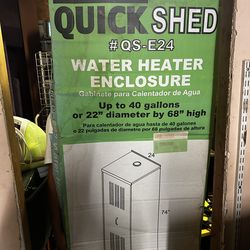 QUICK SHED
#QS-E24
WATER HEATER
ENCLOSURE
Gabinete para Calentador de Agua
Up to 40 gallons
or 22" diameter by 68" high
Para calentador de agua hasta de 40 galones
o 22 pulgadas de diametro por 68 pulgadas de altura
24
74"